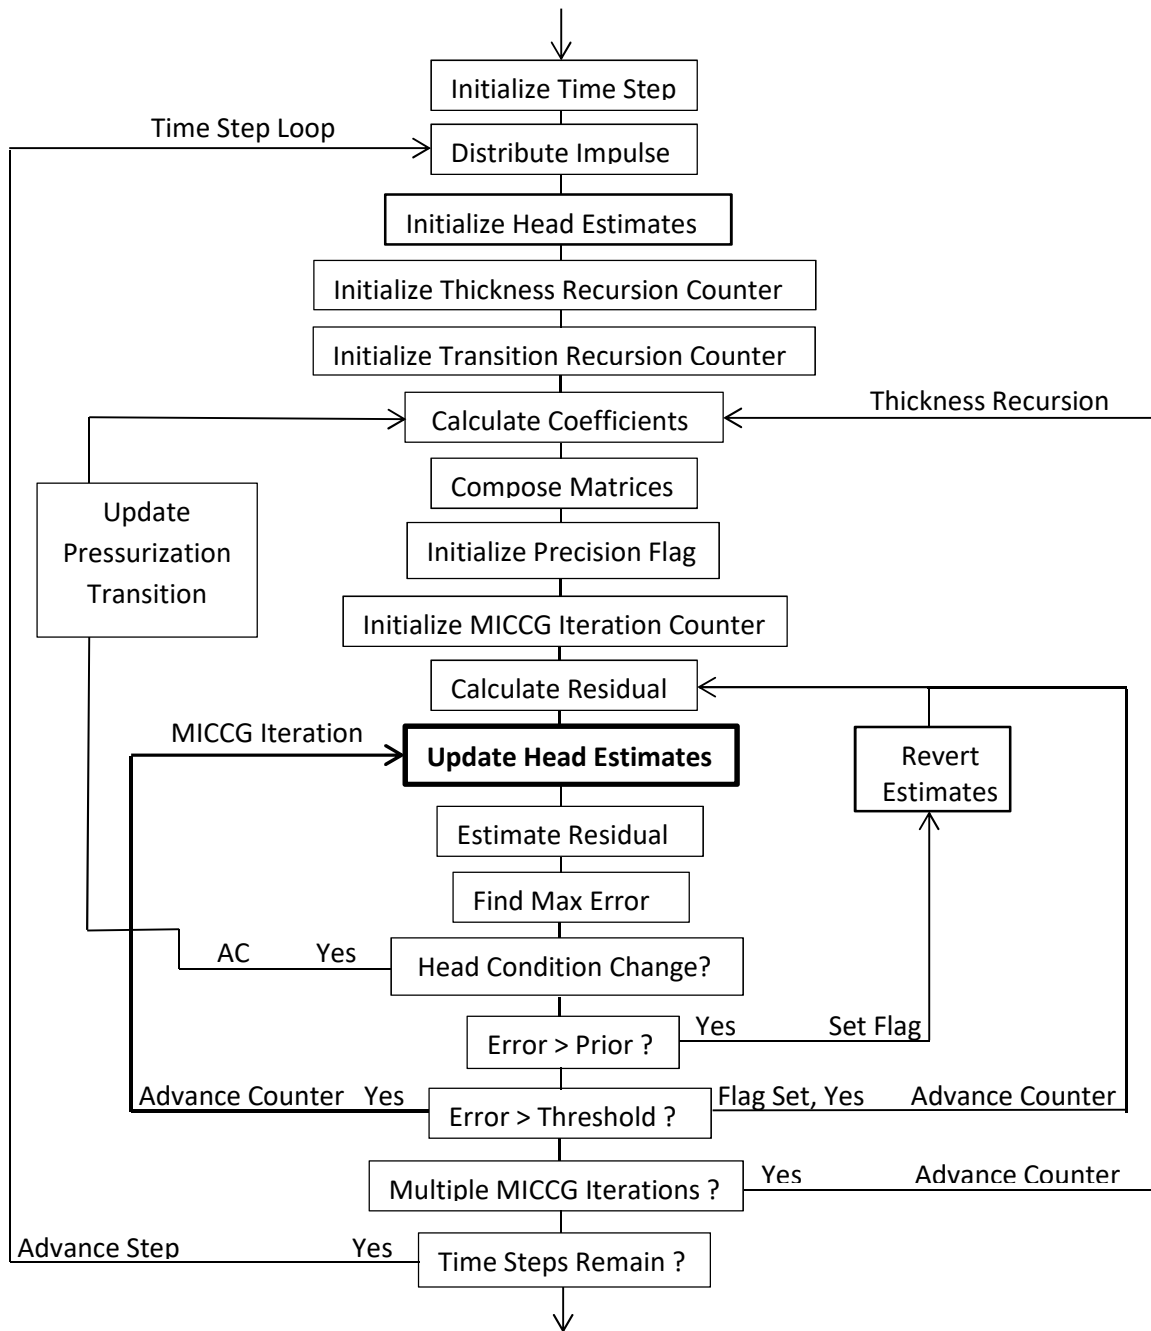 Initialize Time Step
Time Step Loop
Distribute Impulse
Initialize Head Estimates
Initialize Thickness Recursion Counter
Initialize Transition Recursion Counter
Thickness Recursion
Calculate Coefficients
Compose Matrices
Update
Pressurization
Transition
Initialize Precision Flag
Initialize MICCG Iteration Counter
Calculate Residual
MICCG Iteration
Update Head Estimates
Revert
Estimates
Estimate Residual
Find Max Error
AC Yes
Head Condition Change?
Error > Prior ?
Yes Set Flag
Advance Counter Yes
Error > Threshold ?
Flag Set, Yes Advance Counter
Multiple MICCG Iterations ?
Yes Advance Counter
Advance Step Yes
Time Steps Remain ?